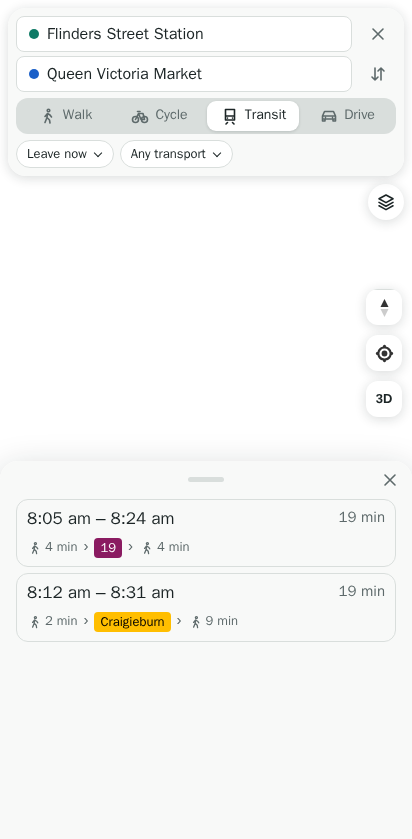 Flinders Street Station
Queen Victoria Market
Walk Cycle Transit Drive
Leave now Any transport
3D
8:05 am – 8:24 am 19 min
4 min › 19 › 4 min
8:12 am – 8:31 am 19 min
2 min › Craigieburn › 9 min